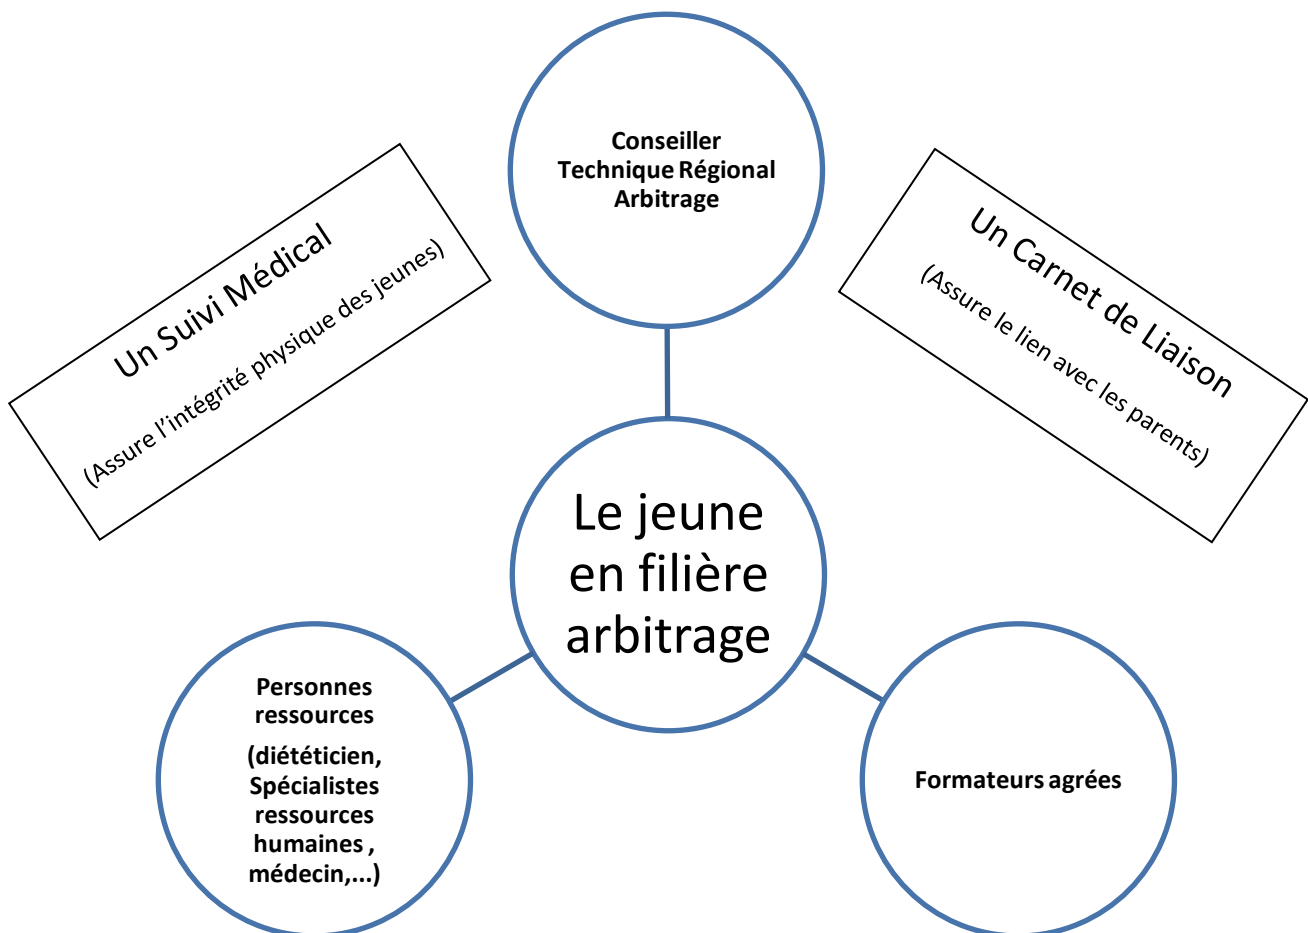 Conseiller
Technique Régional
Arbitrage
Un Suivi Médical
(Assure l’intégrité physique des jeunes)
Un Carnet de Liaison
(Assure le lien avec les parents)
Le jeune
en filière
arbitrage
Personnes
ressources
(diététicien,
Spécialistes
ressources
humaines ,
médecin,...)
Formateurs agrées